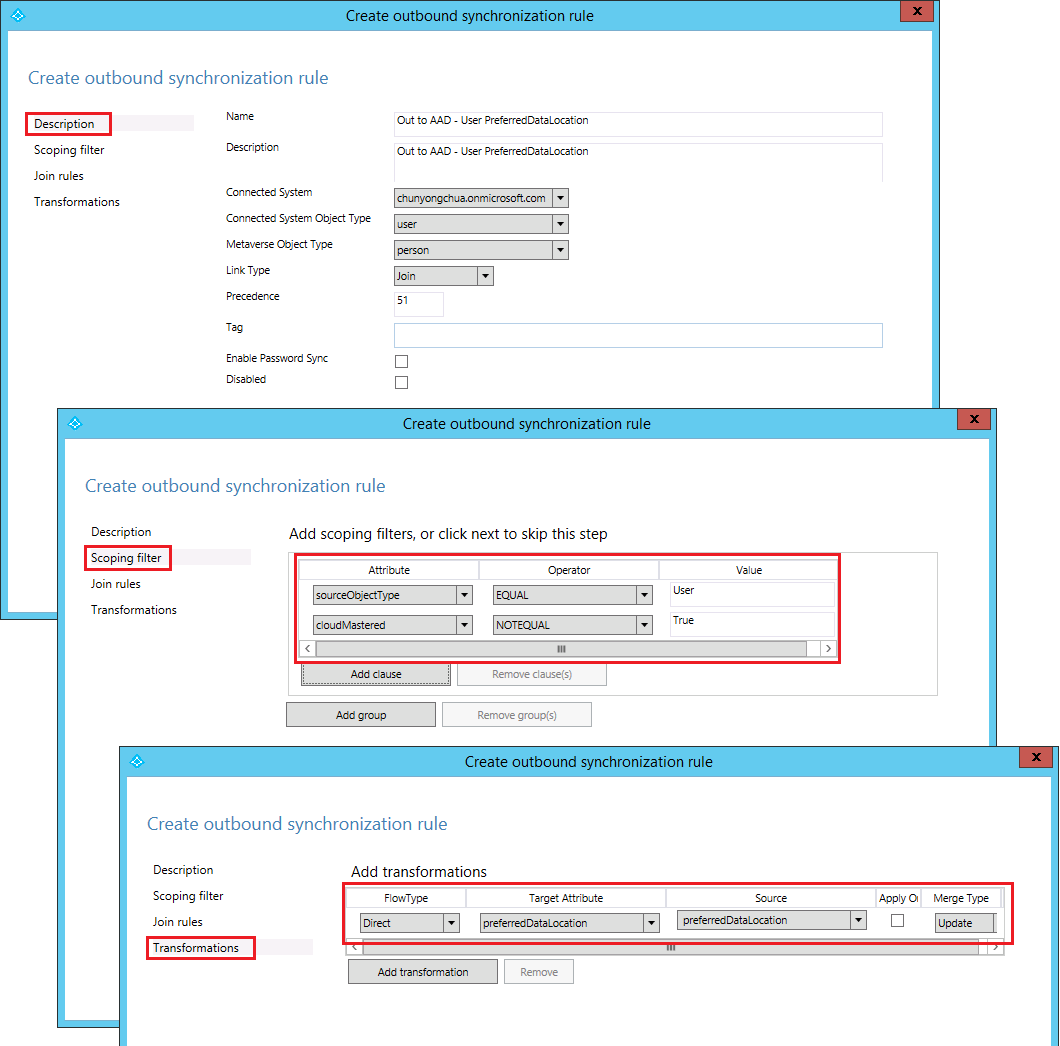 Create outbound synchronization rule
X
Create outbound synchronization rule
Description
Scoping filter
Join rules
Transformations
Name
Out to AAD - User PreferredDataLocation
Description
Out to AAD - User PreferredDataLocation
Connected System
chunyongchua.onmicrosoft.com
Connected System Object Type
user
Metaverse Object Type
person
Link Type
Join
Precedence
51
Tag
Enable Password Sync
Disabled
Create outbound synchronization rule
X
Create outbound synchronization rule
Description
Scoping filter
Join rules
Transformations
Add scoping filters, or click next to skip this step
Attribute Operator Value
sourceObjectType EQUAL User
cloudMastered NOTEQUAL True
Add clause Remove clause(s)
Add group Remove group(s)
Create outbound synchronization rule
X
Create outbound synchronization rule
Description
Scoping filter
Join rules
Transformations
Add transformations
FlowType Target Attribute Source Apply O Merge Type
Direct preferredDataLocation preferredDataLocation Update
Add transformation Remove